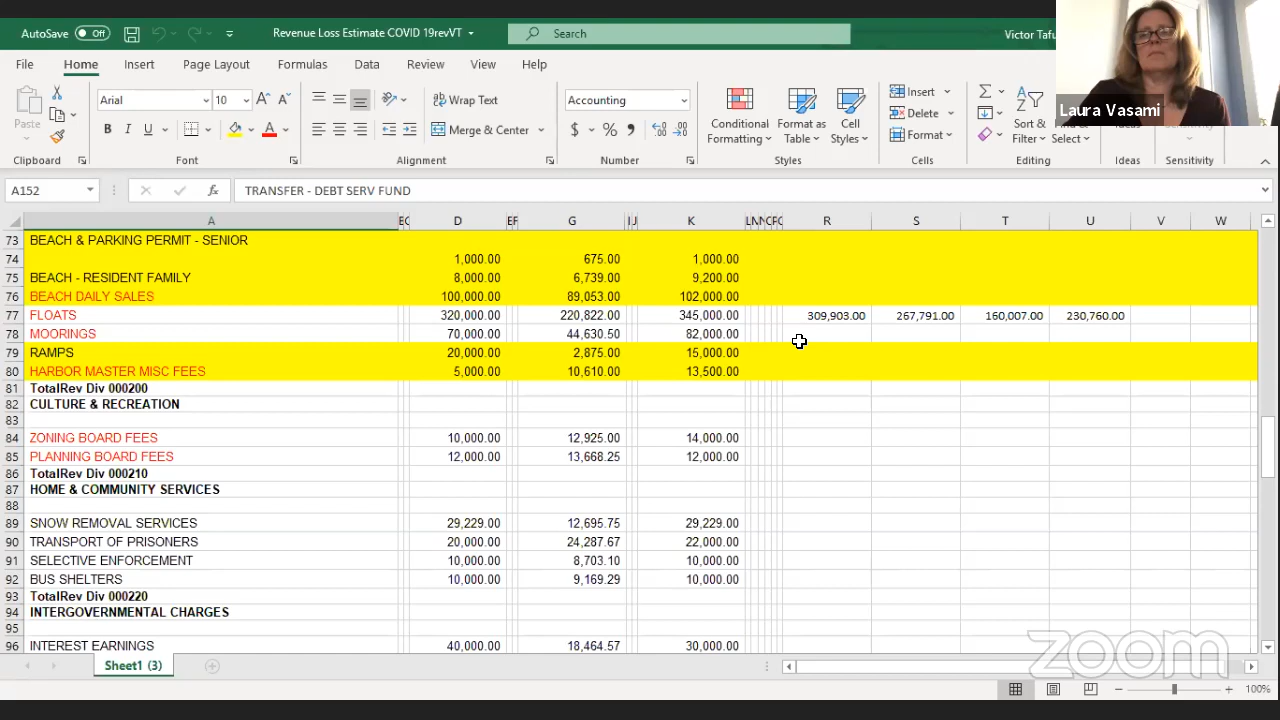 AutoSave Off Revenue Loss Estimate COVID 19revVT Search Victor Tafu
Laura Vasami
File Home Insert Page Layout Formulas Data Review View Help
Paste Arial 10 A A Wrap Text Accounting Conditional Formatting Format as Table Cell Styles Insert Sort & Filter
B I U A Merge & Center $ % 9 Delete Select
Format
Clipboard Font Alignment Number Styles Cells Editing Ideas Sensitivity
A152 fx TRANSFER - DEBT SERV FUND
A D G K R S T U V W
73 BEACH & PARKING PERMIT - SENIOR
74 1,000.00 675.00 1,000.00
75 BEACH - RESIDENT FAMILY 8,000.00 6,739.00 9,200.00
76 BEACH DAILY SALES 100,000.00 89,053.00 102,000.00
77 FLOATS 320,000.00 220,822.00 345,000.00 309,903.00 267,791.00 160,007.00 230,760.00
78 MOORINGS 70,000.00 44,630.50 82,000.00
79 RAMPS 20,000.00 2,875.00 15,000.00
80 HARBOR MASTER MISC FEES 5,000.00 10,610.00 13,500.00
81 TotalRev Div 000200
82 CULTURE & RECREATION
83
84 ZONING BOARD FEES 10,000.00 12,925.00 14,000.00
85 PLANNING BOARD FEES 12,000.00 13,668.25 12,000.00
86 TotalRev Div 000210
87 HOME & COMMUNITY SERVICES
88
89 SNOW REMOVAL SERVICES 29,229.00 12,695.75 29,229.00
90 TRANSPORT OF PRISONERS 20,000.00 24,287.67 22,000.00
91 SELECTIVE ENFORCEMENT 10,000.00 8,703.10 10,000.00
92 BUS SHELTERS 10,000.00 9,169.29 10,000.00
93 TotalRev Div 000220
94 INTERGOVERNMENTAL CHARGES
95
96 INTEREST EARNINGS 40,000.00 18,464.57 30,000.00
Sheet1 (3)
zoom
100%